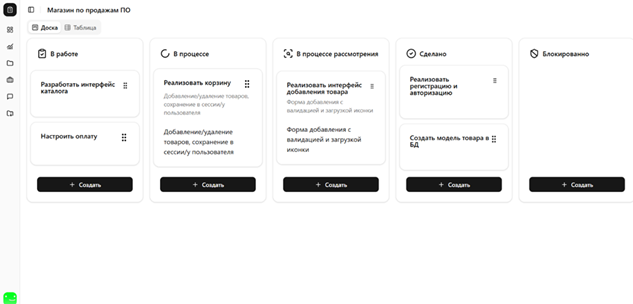 Магазин по продажам ПО
Доска
Таблица
В работе
Разработать интерфейс
каталога
Настроить оплату
Создать
В процессе
Реализовать корзину
Добавление/удаление товаров,
сохранение в сессии/у
пользователя
Добавление/удаление
товаров, сохранение в
сессии/у пользователя
Создать
В процессе рассмотрения
Реализовать интерфейс
добавления товара
Форма добавления с
валидацией и загрузкой иконки
Форма добавления с
валидацией и загрузкой
иконки
Создать
Сделано
Реализовать
регистрацию и
авторизацию
Создать модель товара в
БД
Создать
Блокированно
Создать